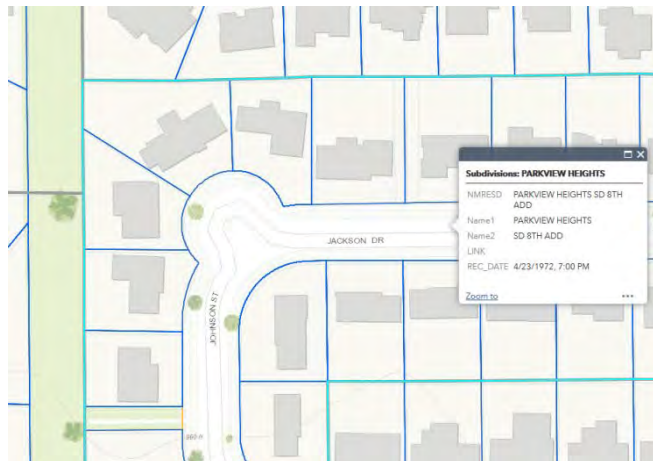 Subdivisions: PARKVIEW HEIGHTS
NMRESD PARKVIEW HEIGHTS SD 8TH
ADD
Name1 PARKVIEW HEIGHTS
Name2 SD 8TH ADD
LINK
REC_DATE 4/23/1972, 7:00 PM
Zoom to
JACKSON DR
JOHNSON ST